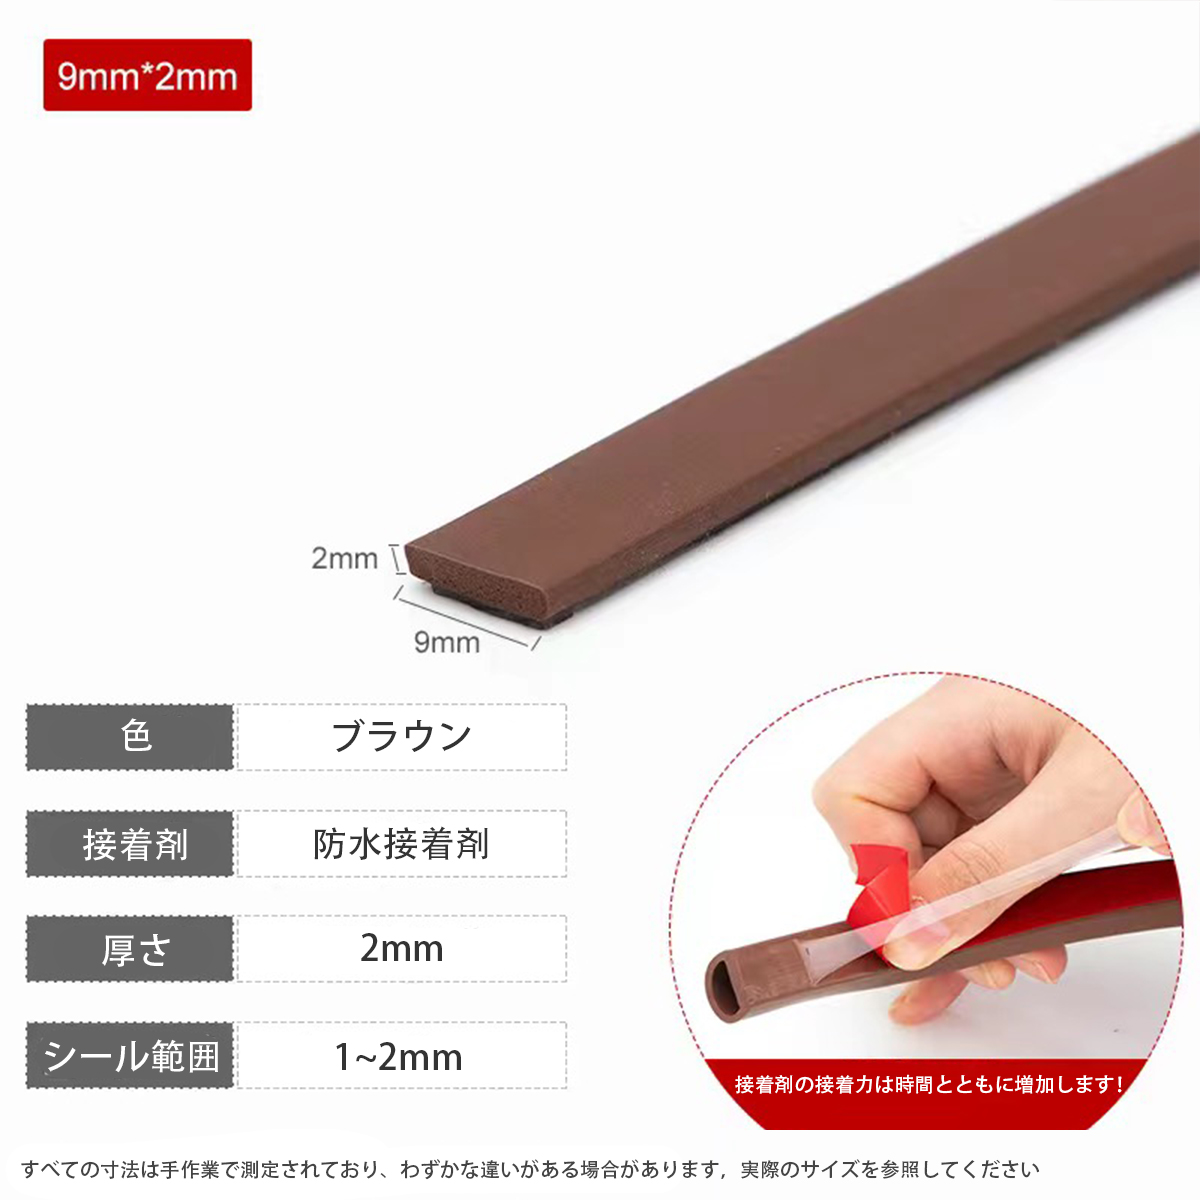 9mm*2mm
2mm
9mm
色
ブラウン
接着剤
防水接着剤
厚さ
2mm
シール範囲
1~2mm
接着剤の接着力は時間とともに増加します!
すべての寸法は手作業で測定されており、わずかな違いがある場合があります，実際のサイズを参照してください